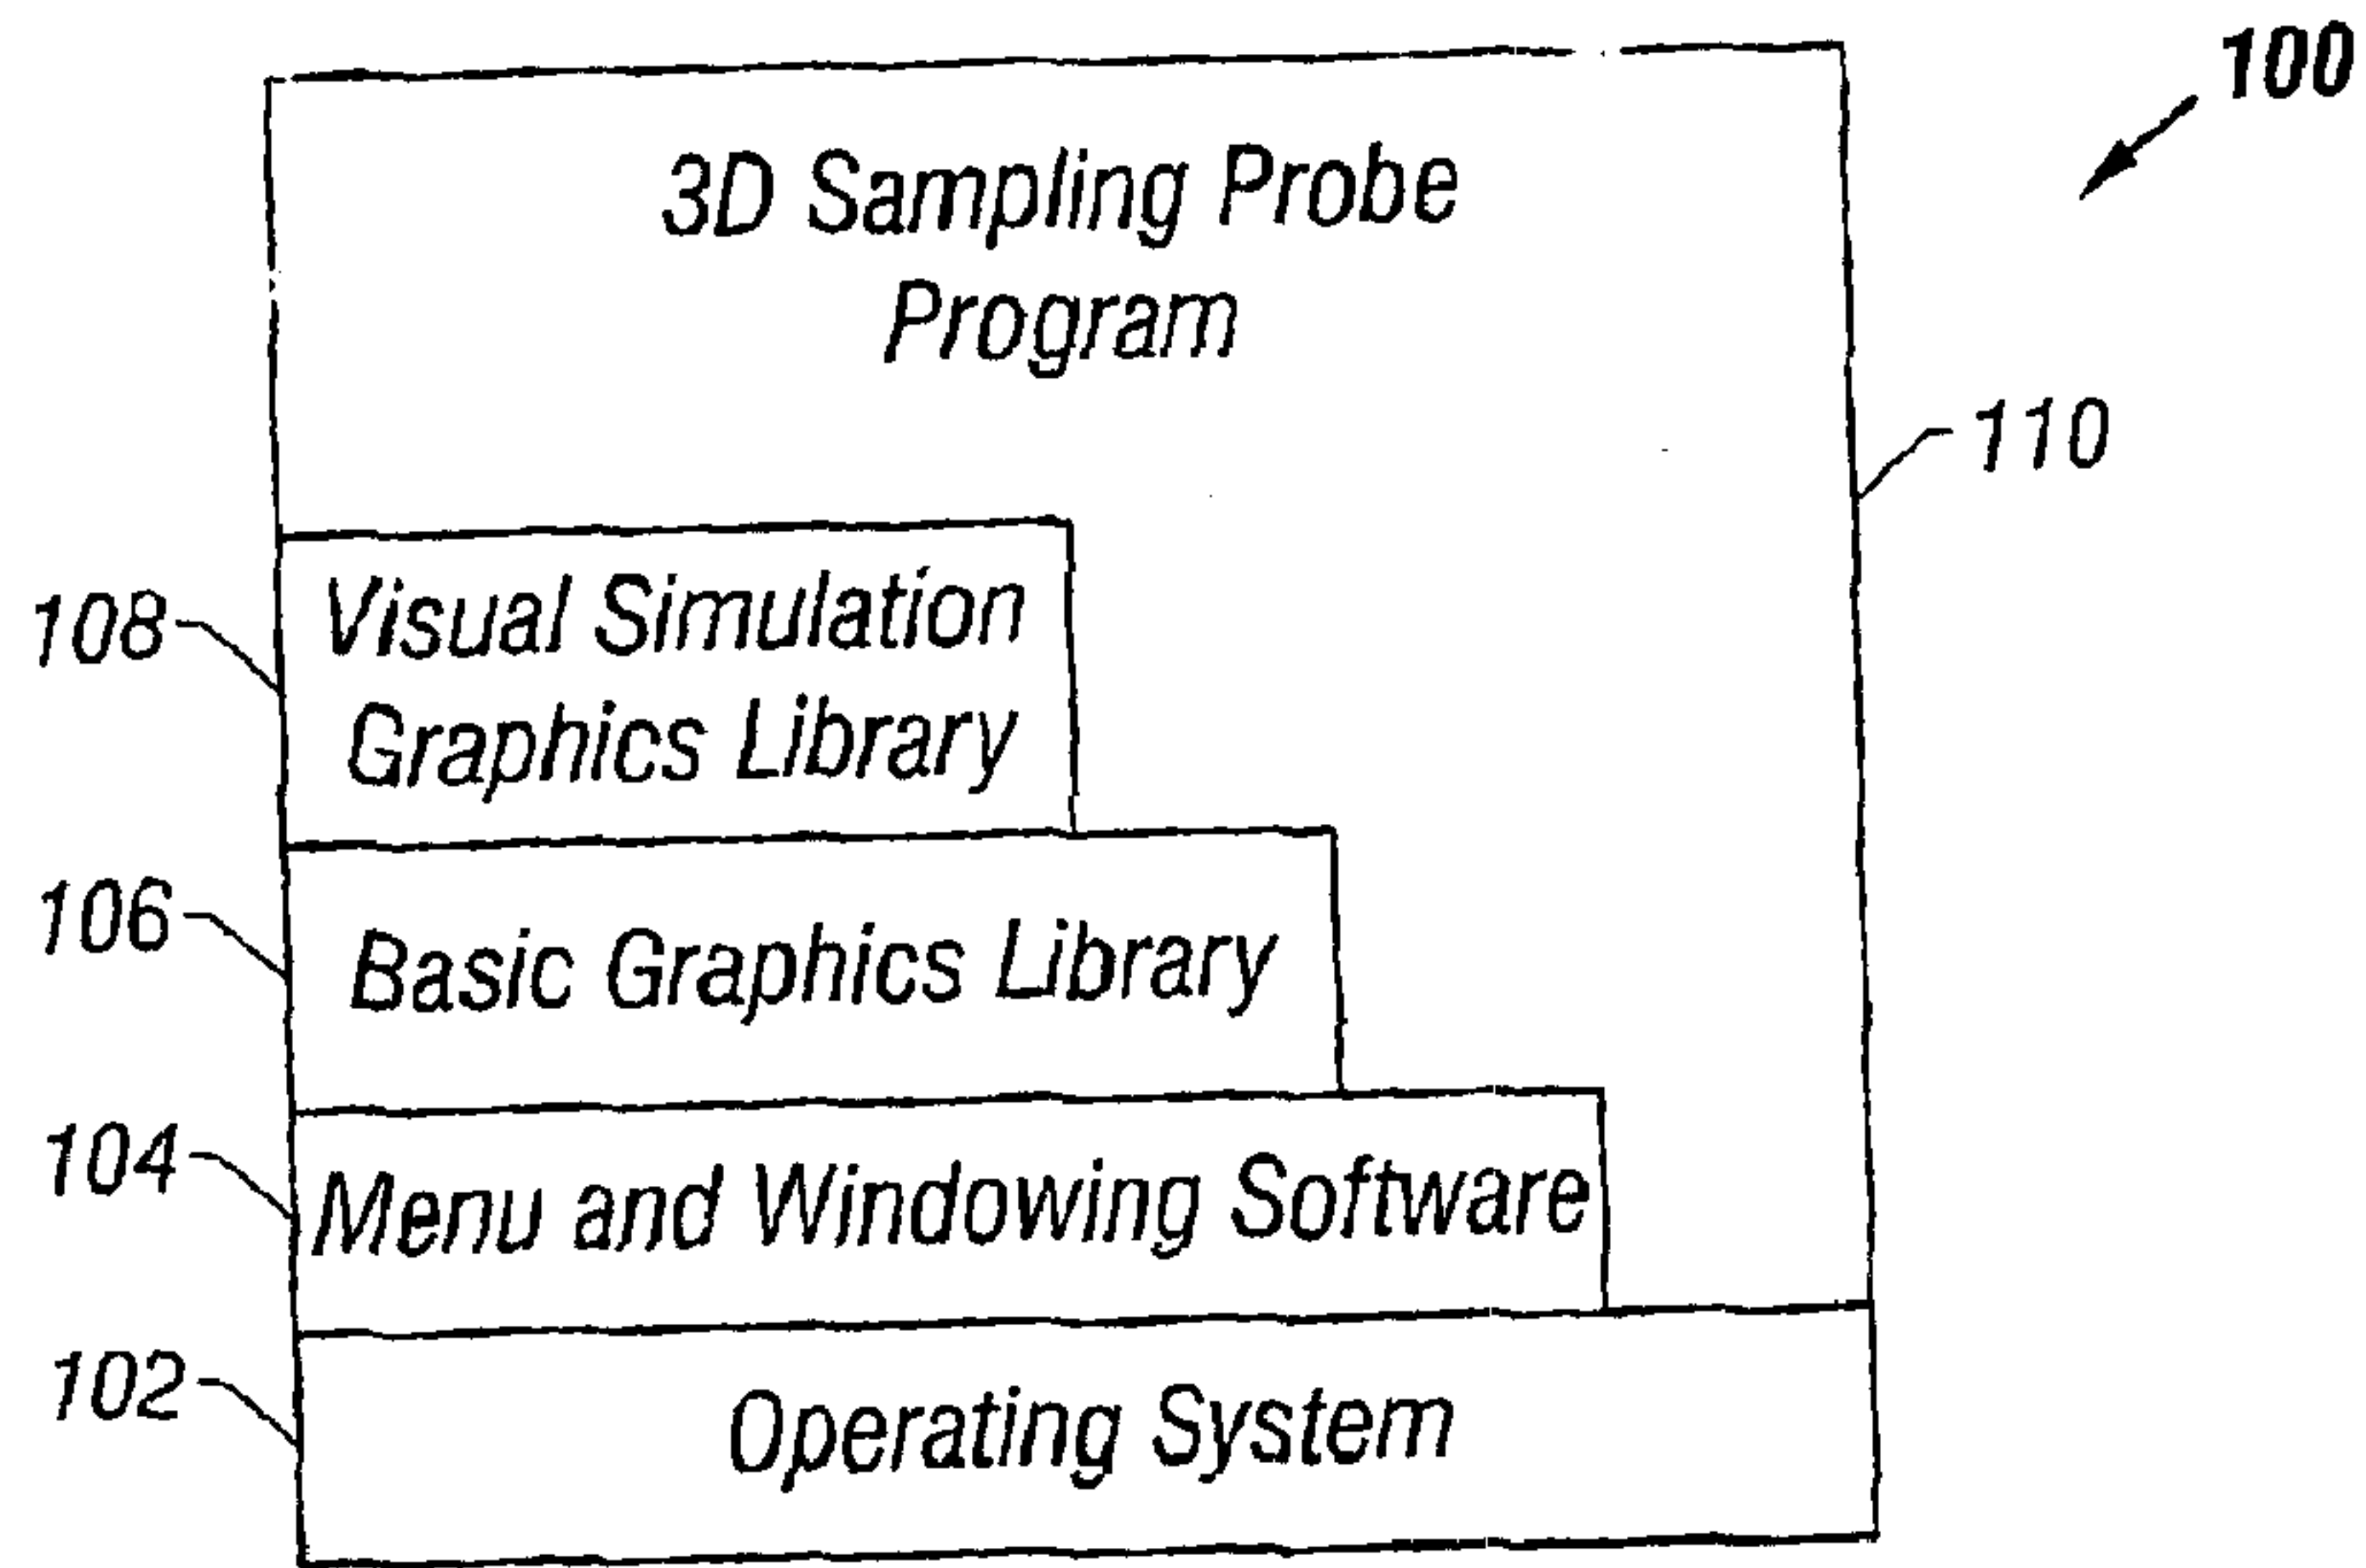 100
3D Sampling Probe
Program
110
108
Visual Simulation
Graphics Library
106
Basic Graphics Library
104
Menu and Windowing Software
102
Operating System